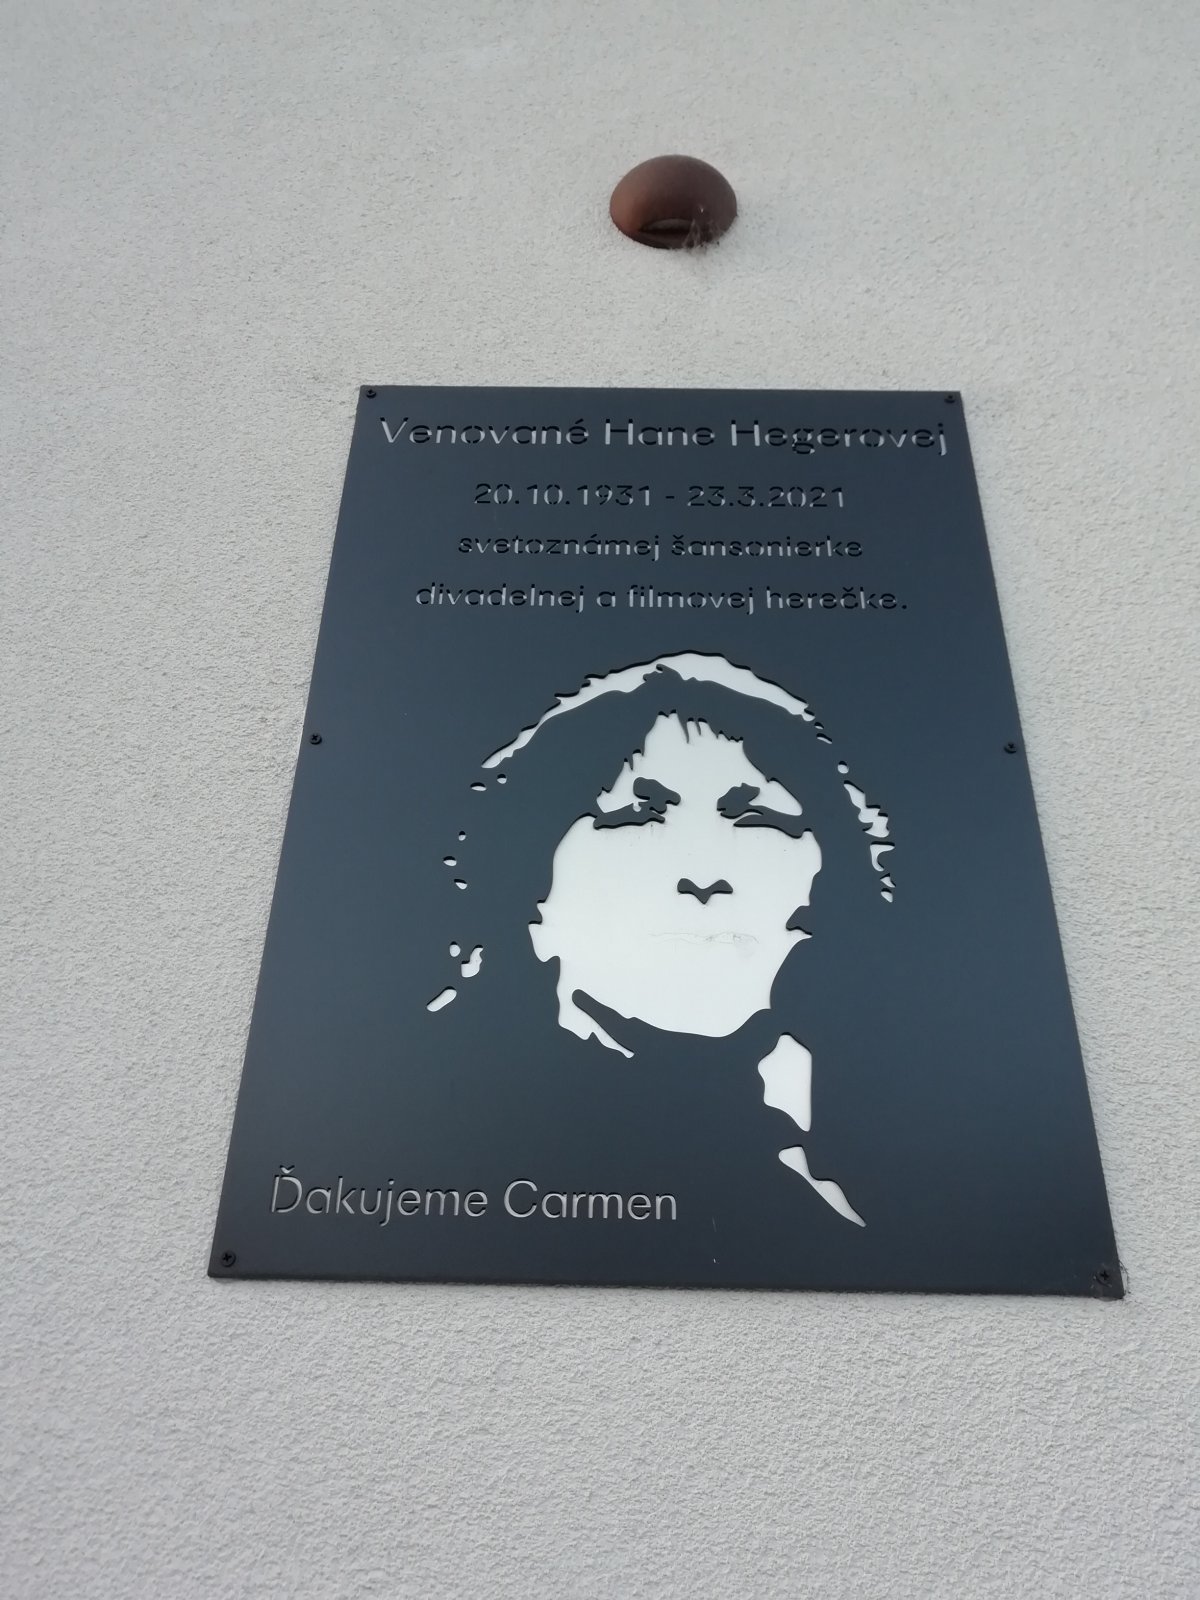 Venované Hane Hegerovej
20.10.1931 - 23.3.2021
svetoznámej šansonierke
divadelnej a filmovej herečke.
Ďakujeme Carmen